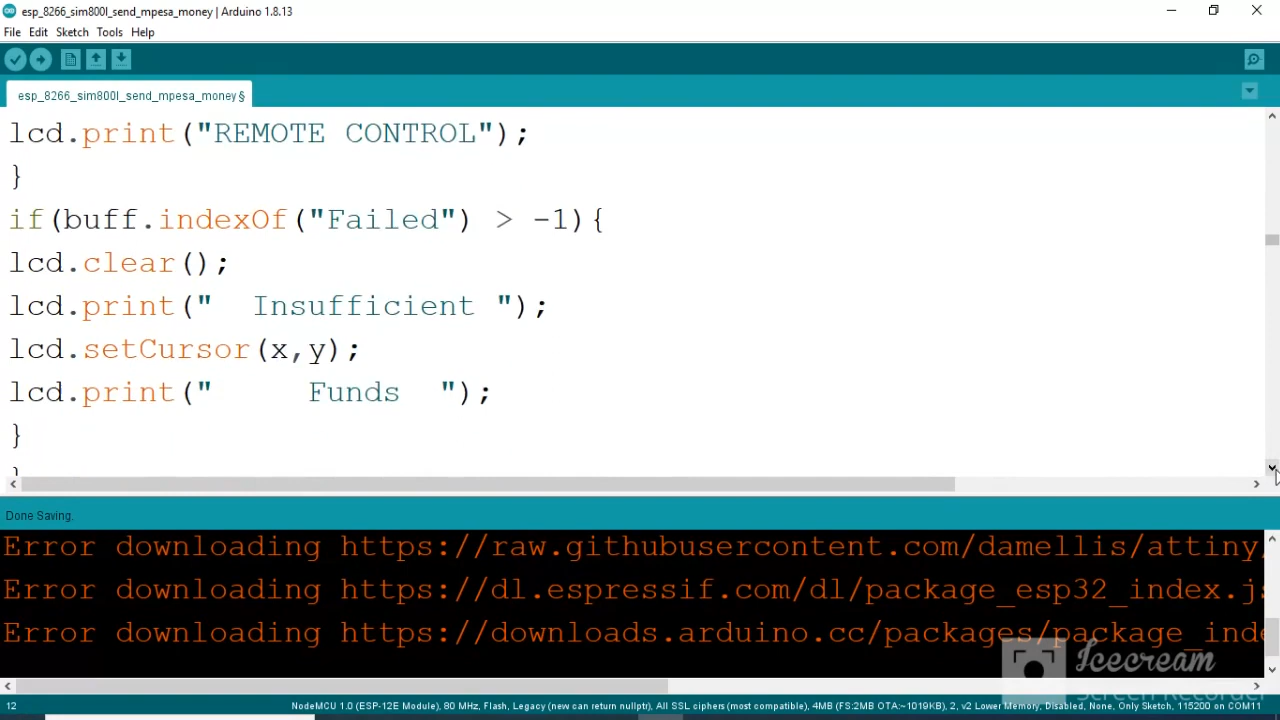 esp_8266_sim800l_send_mpesa_money | Arduino 1.8.13
File Edit Sketch Tools Help
esp_8266_sim800l_send_mpesa_money §
lcd.print("REMOTE CONTROL");
}
if(buff.indexOf("Failed") > -1){
lcd.clear();
lcd.print("  Insufficient ");
lcd.setCursor(x,y);
lcd.print("     Funds  ");
}
}
Done Saving.
Error downloading https://raw.githubusercontent.com/damellis/attiny/
Error downloading https://dl.espressif.com/dl/package_esp32_index.js
Error downloading https://downloads.arduino.cc/packages/package_inde
Icecream
Screen Recorder
12 NodeMCU 1.0 (ESP-12E Module), 80 MHz, Flash, Legacy (new can return nullptr), All SSL ciphers (most compatible), 4MB (FS:2MB OTA:~1019KB), 2, v2 Lower Memory, Disabled, None, Only Sketch, 115200 on COM11